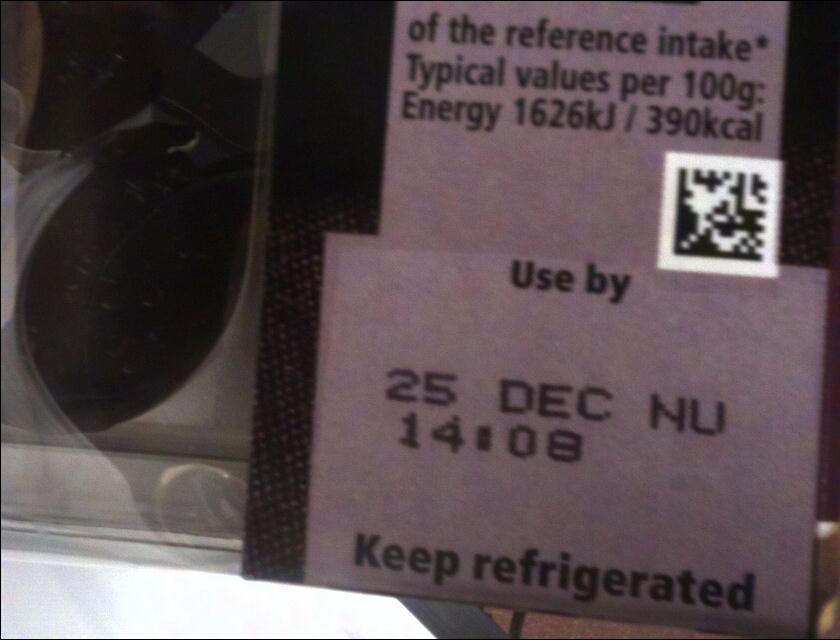 of the reference intake*
Typical values per 100g:
Energy 1626kJ / 390kcal
Use by
25 DEC NU
14:08
Keep refrigerated